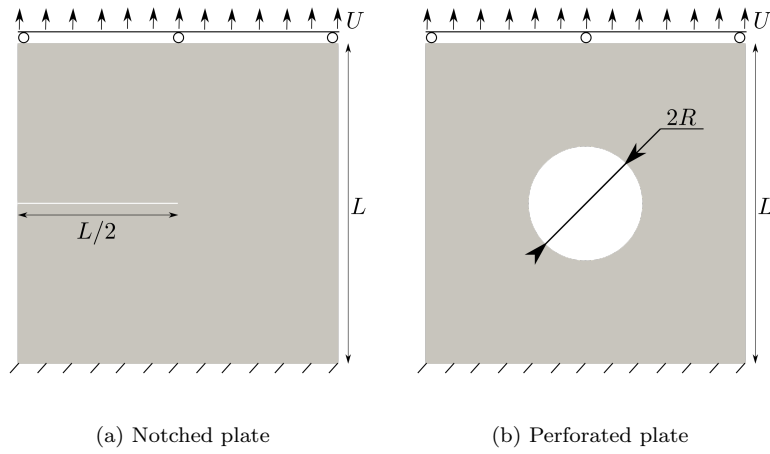 U
L/2
L
(a) Notched plate
U
2R
L
(b) Perforated plate